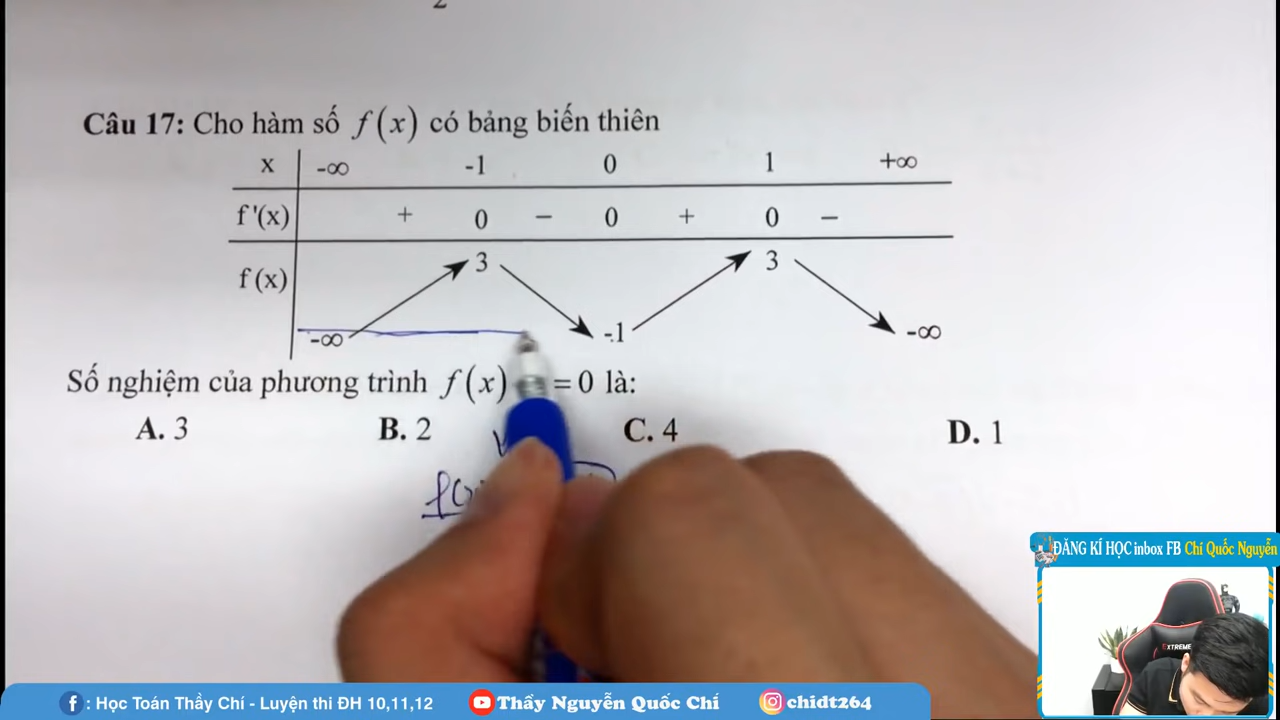 Câu 17: Cho hàm số f(x) có bảng biến thiên
x -∞ -1 0 1 +∞
f'(x) + 0 − 0 + 0 −
3 3
f(x)
-∞ -1 -∞
Số nghiệm của phương trình f(x) = 0 là:
A. 3 B. 2 C. 4 D. 1
ĐĂNG KÍ HỌC inbox FB Chí Quốc Nguyễn
EXTREME
: Học Toán Thầy Chí - Luyện thi ĐH 10,11,12
Thầy Nguyễn Quốc Chí
chidt264